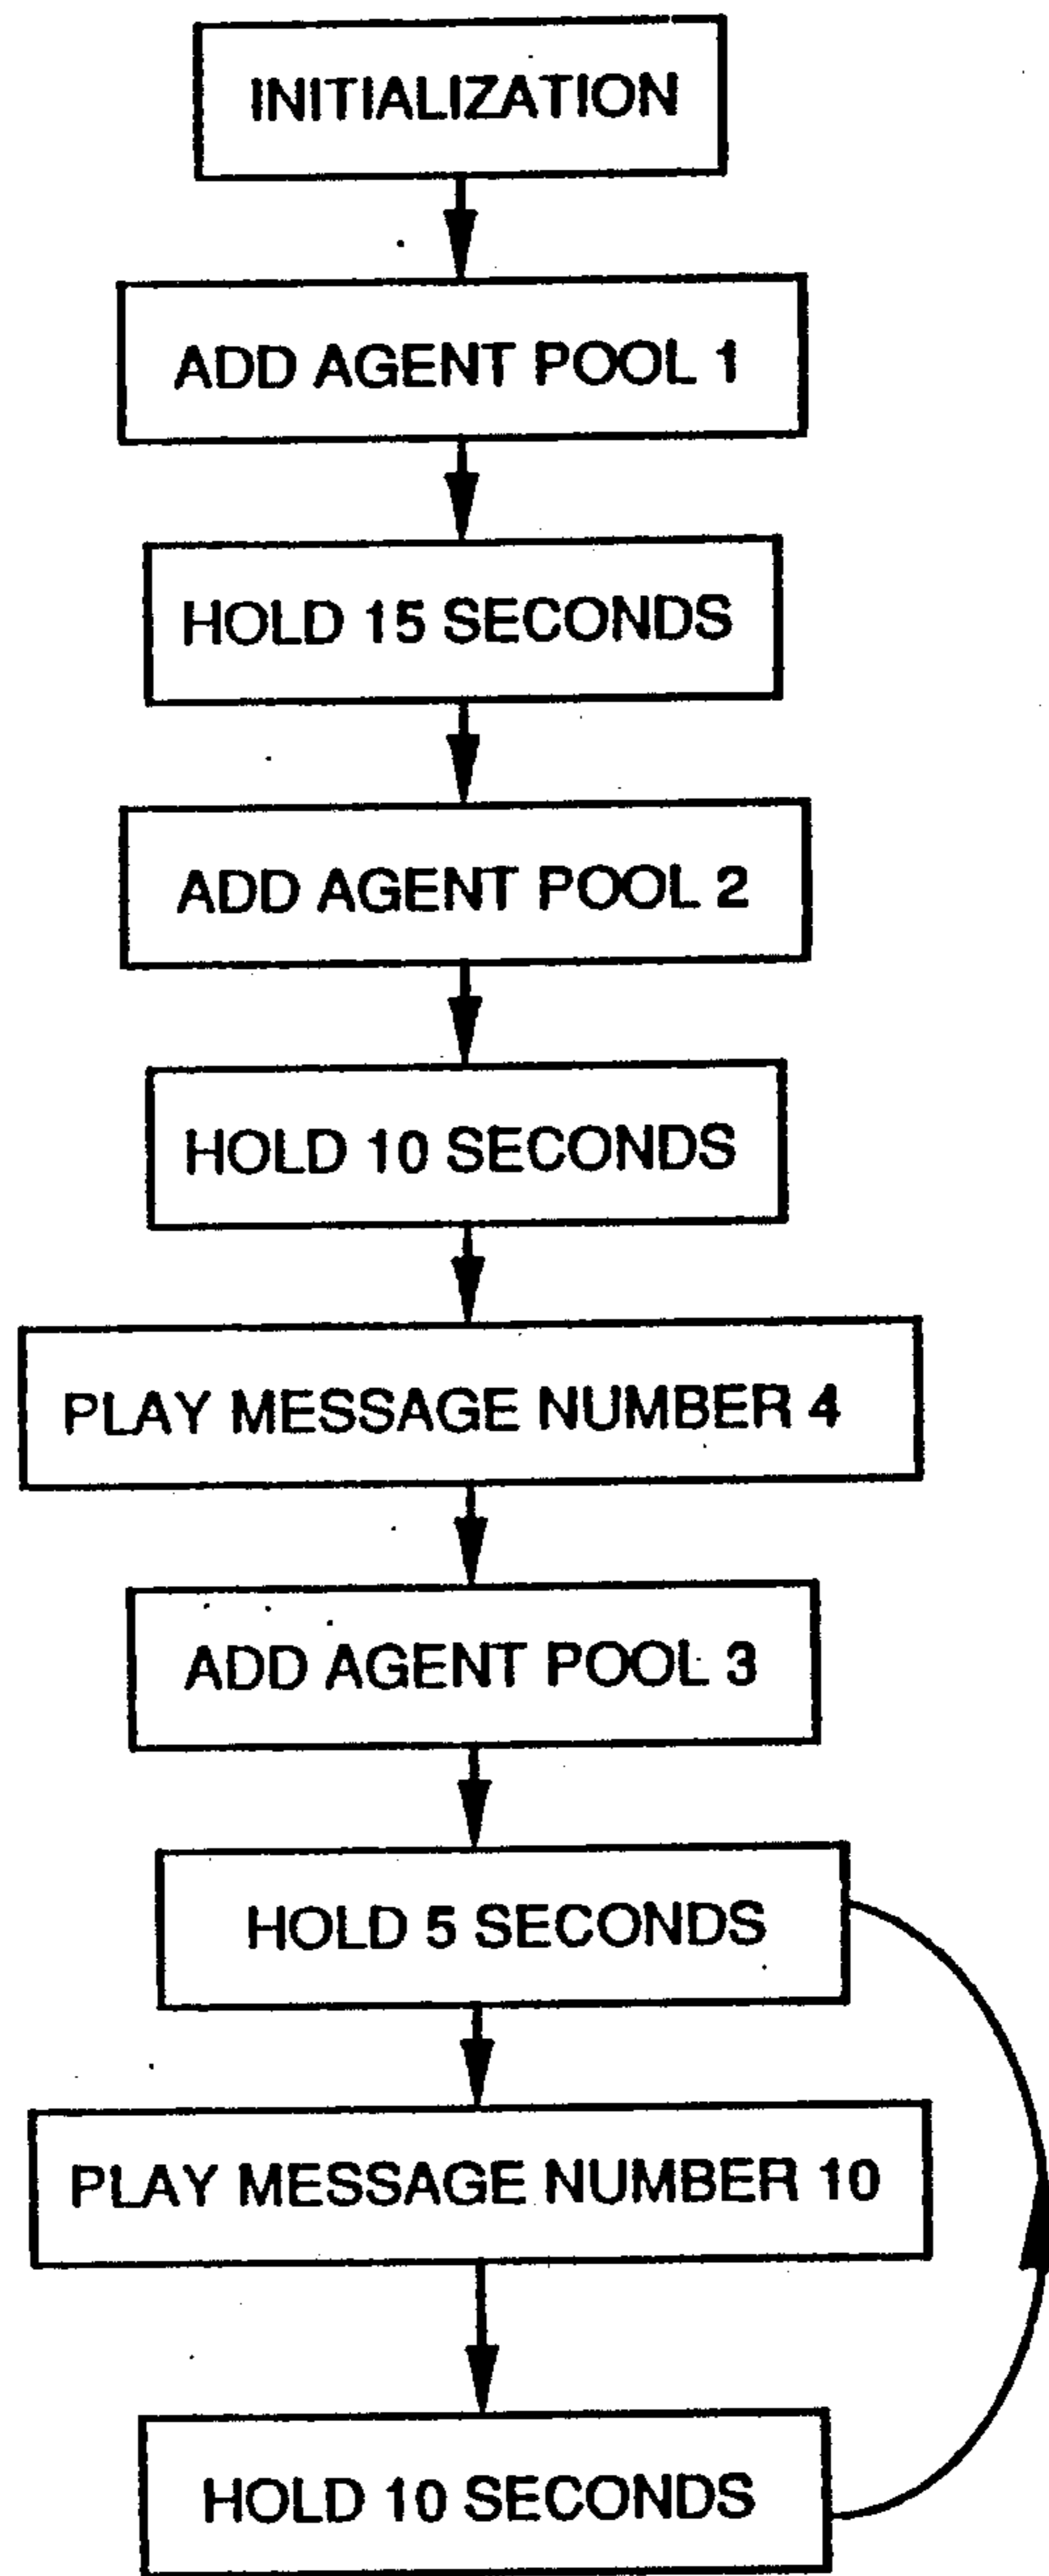 INITIALIZATION
ADD AGENT POOL 1
HOLD 15 SECONDS
ADD AGENT POOL 2
HOLD 10 SECONDS
PLAY MESSAGE NUMBER 4
ADD AGENT POOL 3
HOLD 5 SECONDS
PLAY MESSAGE NUMBER 10
HOLD 10 SECONDS